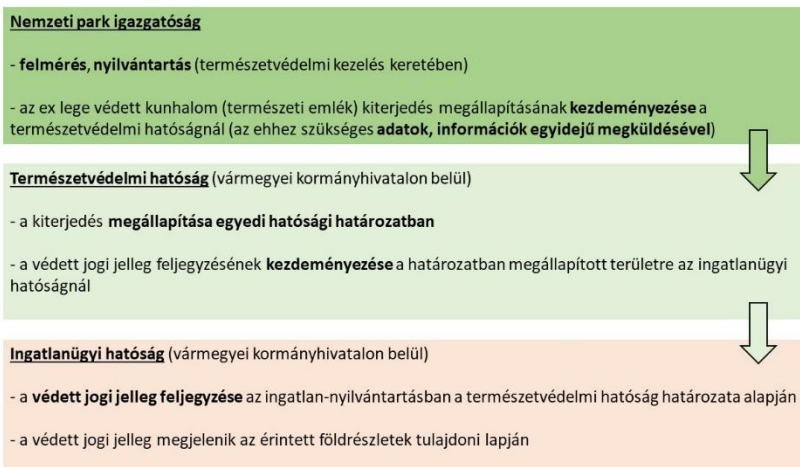 Nemzeti park igazgatóság
- felmérés, nyilvántartás (természetvédelmi kezelés keretében)
- az ex lege védett kunhalom (természeti emlék) kiterjedés megállapításának kezdeményezése a
természetvédelmi hatóságnál (az ehhez szükséges adatok, információk egyidejű megküldésével)
Természetvédelmi hatóság (vármegyei kormányhivatalon belül)
- a kiterjedés megállapítása egyedi hatósági határozatban
- a védett jogi jelleg feljegyzésének kezdeményezése a határozatban megállapított területre az ingatlanügyi
hatóságnál
Ingatlanügyi hatóság (vármegyei kormányhivatalon belül)
- a védett jogi jelleg feljegyzése az ingatlan-nyilvántartásban a természetvédelmi hatóság határozata alapján
- a védett jogi jelleg megjelenik az érintett földrészletek tulajdoni lapján